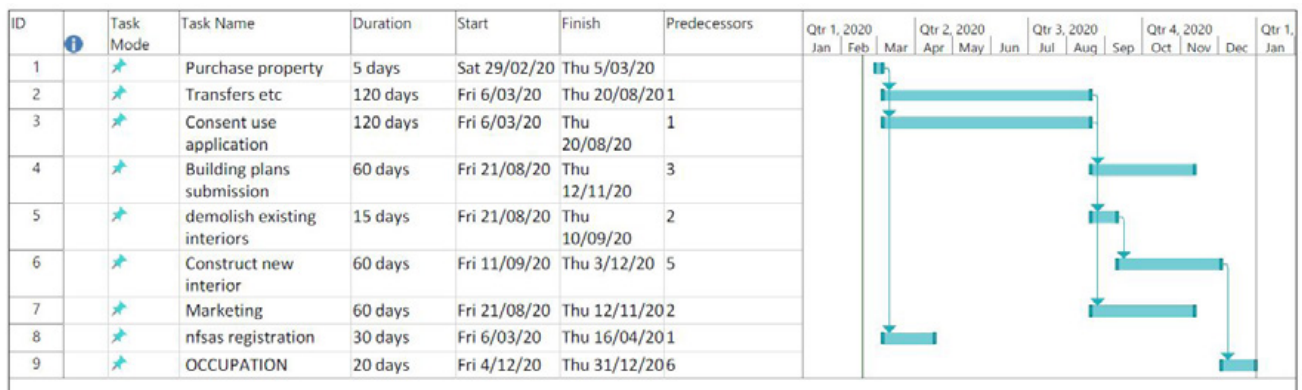 ID Task Mode Task Name Duration Start Finish Predecessors Qtr 1, 2020 Qtr 2, 2020 Qtr 3, 2020 Qtr 4, 2020 Qtr 1,
Jan Feb Mar Apr May Jun Jul Aug Sep Oct Nov Dec Jan
1 Purchase property 5 days Sat 29/02/20 Thu 5/03/20
2 Transfers etc 120 days Fri 6/03/20 Thu 20/08/20 1
3 Consent use application 120 days Fri 6/03/20 Thu 20/08/20 1
4 Building plans submission 60 days Fri 21/08/20 Thu 12/11/20 3
5 demolish existing interiors 15 days Fri 21/08/20 Thu 10/09/20 2
6 Construct new interior 60 days Fri 11/09/20 Thu 3/12/20 5
7 Marketing 60 days Fri 21/08/20 Thu 12/11/20 2
8 nfsas registration 30 days Fri 6/03/20 Thu 16/04/20 1
9 OCCUPATION 20 days Fri 4/12/20 Thu 31/12/20 6